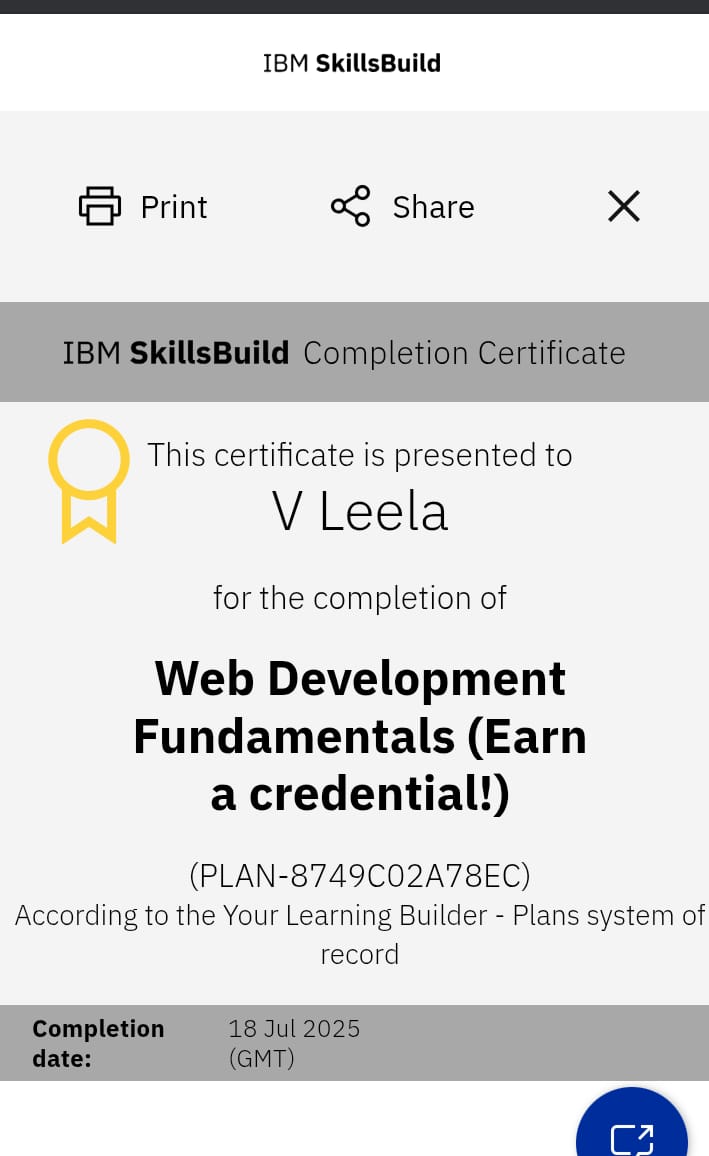 IBM SkillsBuild
Print
Share
IBM SkillsBuild Completion Certificate
This certificate is presented to
V Leela
for the completion of
Web Development
Fundamentals (Earn
a credential!)
(PLAN-8749C02A78EC)
According to the Your Learning Builder - Plans system of
record
Completion date:
18 Jul 2025 (GMT)